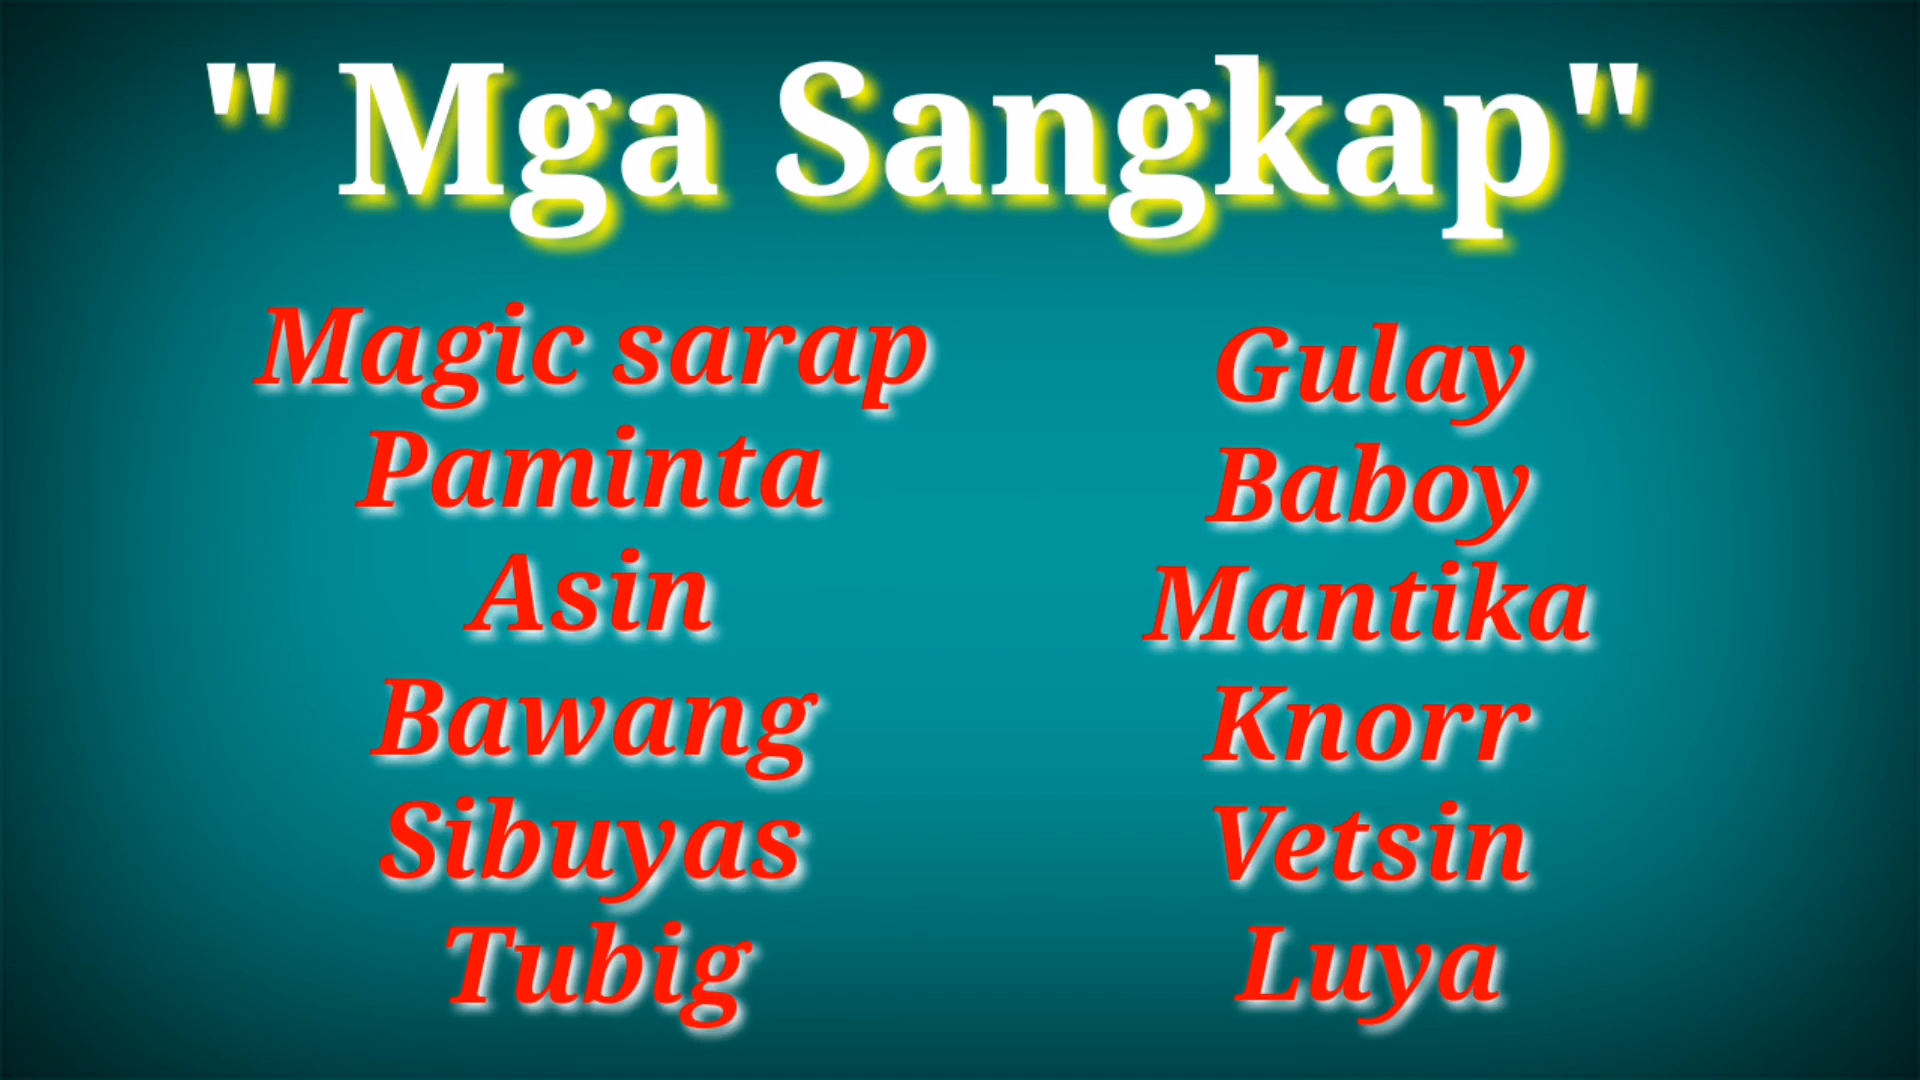 " Mga Sangkap"
Magic sarap
Paminta
Asin
Bawang
Sibuyas
Tubig
Gulay
Baboy
Mantika
Knorr
Vetsin
Luya